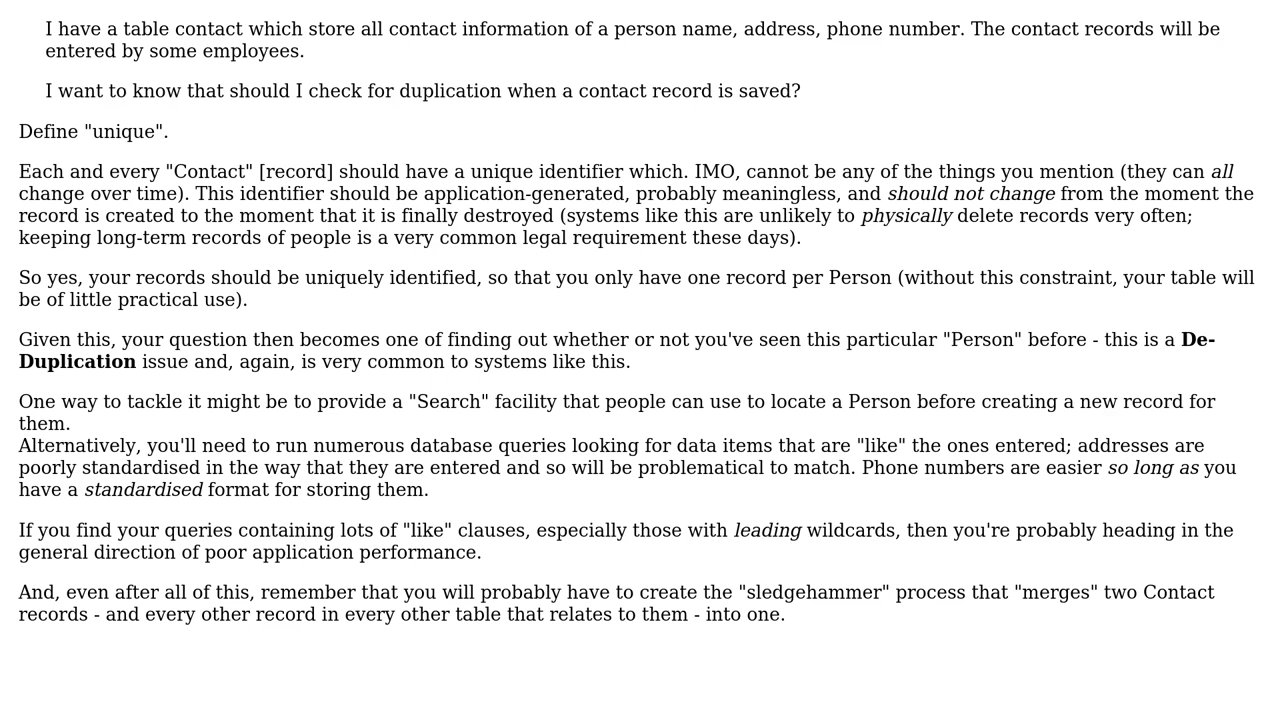 I have a table contact which store all contact information of a person name, address, phone number. The contact records will be
entered by some employees.
I want to know that should I check for duplication when a contact record is saved?
Define "unique".
Each and every "Contact" [record] should have a unique identifier which. IMO, cannot be any of the things you mention (they can all
change over time). This identifier should be application-generated, probably meaningless, and should not change from the moment the
record is created to the moment that it is finally destroyed (systems like this are unlikely to physically delete records very often;
keeping long-term records of people is a very common legal requirement these days).
So yes, your records should be uniquely identified, so that you only have one record per Person (without this constraint, your table will
be of little practical use).
Given this, your question then becomes one of finding out whether or not you've seen this particular "Person" before - this is a De-
Duplication issue and, again, is very common to systems like this.
One way to tackle it might be to provide a "Search" facility that people can use to locate a Person before creating a new record for
them.
Alternatively, you'll need to run numerous database queries looking for data items that are "like" the ones entered; addresses are
poorly standardised in the way that they are entered and so will be problematical to match. Phone numbers are easier so long as you
have a standardised format for storing them.
If you find your queries containing lots of "like" clauses, especially those with leading wildcards, then you're probably heading in the
general direction of poor application performance.
And, even after all of this, remember that you will probably have to create the "sledgehammer" process that "merges" two Contact
records - and every other record in every other table that relates to them - into one.